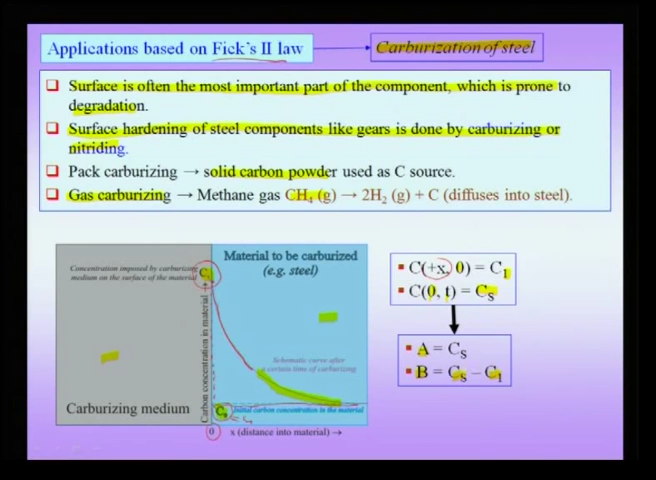 Applications based on Fick's II law
Carburization of steel
Surface is often the most important part of the component, which is prone to
degradation.
Surface hardening of steel components like gears is done by carburizing or
nitriding.
Pack carburizing → solid carbon powder used as C source.
Gas carburizing → Methane gas CH₄ (g) → 2H₂ (g) + C (diffuses into steel).
Concentration imposed by carburizing
medium on the surface of the material
Cₛ
Material to be carburized
(e.g. steel)
Carbon concentration in material →
Schematic curve after
certain time of carburizing
Initial carbon concentration in the material
Carburizing medium
0
x (distance into material) →
C(+x, 0) = C₁
C(0, t) = Cₛ
A = Cₛ
B = Cₛ – C₁